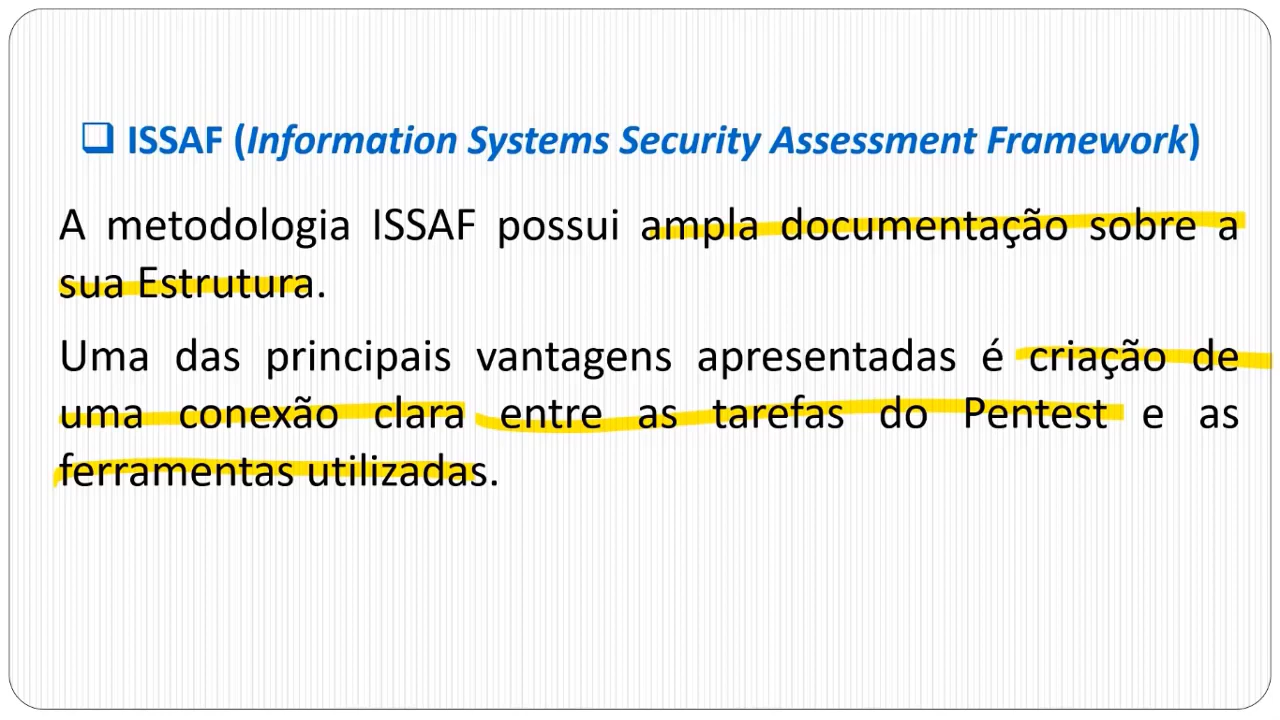 ❑ ISSAF (Information Systems Security Assessment Framework)
A metodologia ISSAF possui ampla documentação sobre a
sua Estrutura.
Uma das principais vantagens apresentadas é criação de
uma conexão clara entre as tarefas do Pentest e as
ferramentas utilizadas.